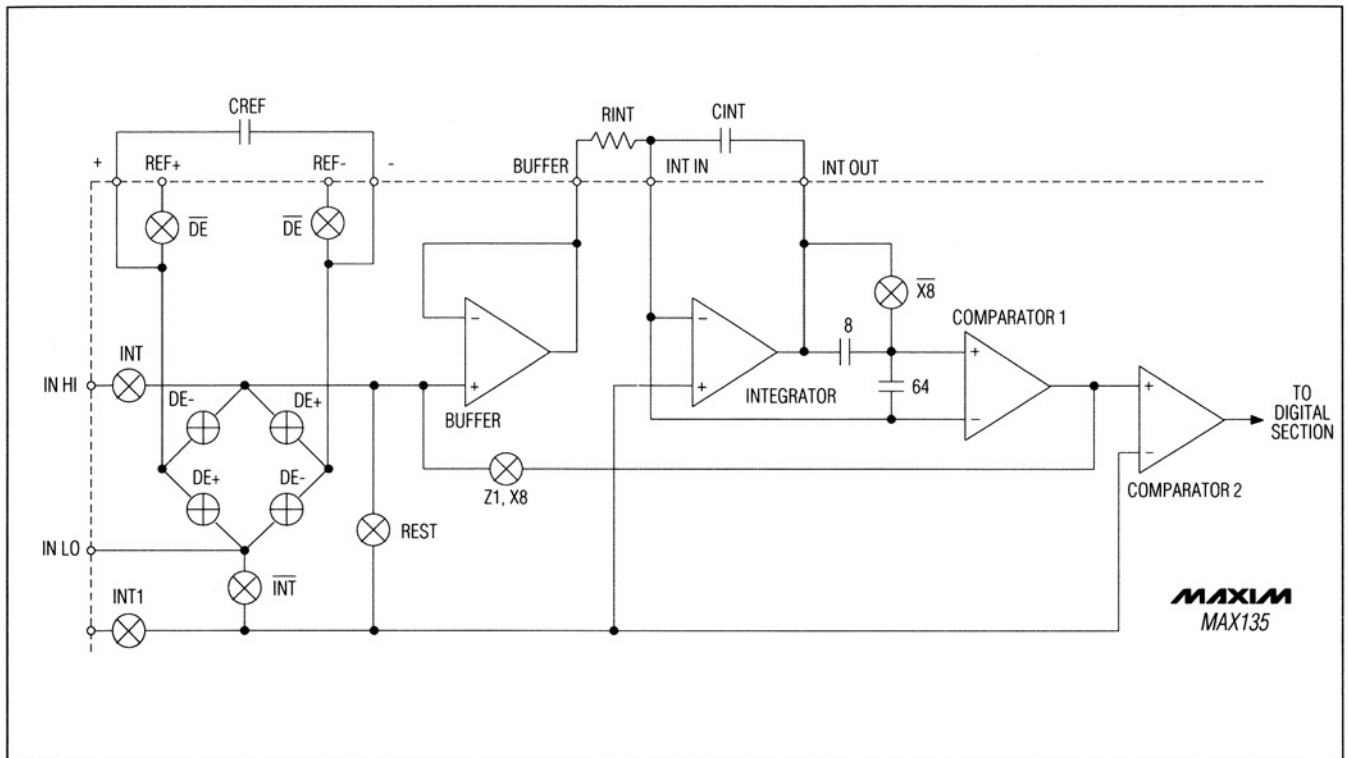 CREF
RINT
CINT
+ REF+ REF- -
BUFFER INT IN INT OUT
DE̅ DE̅
X̅8̅
8
COMPARATOR 1
INT
IN HI
DE- DE+
- +
BUFFER
- +
INTEGRATOR
64
+ -
+ -
TO
DIGITAL
SECTION
DE+ DE-
Z1, X8
COMPARATOR 2
REST
IN LO
I̅N̅T̅
INT1
MAXIM
MAX135